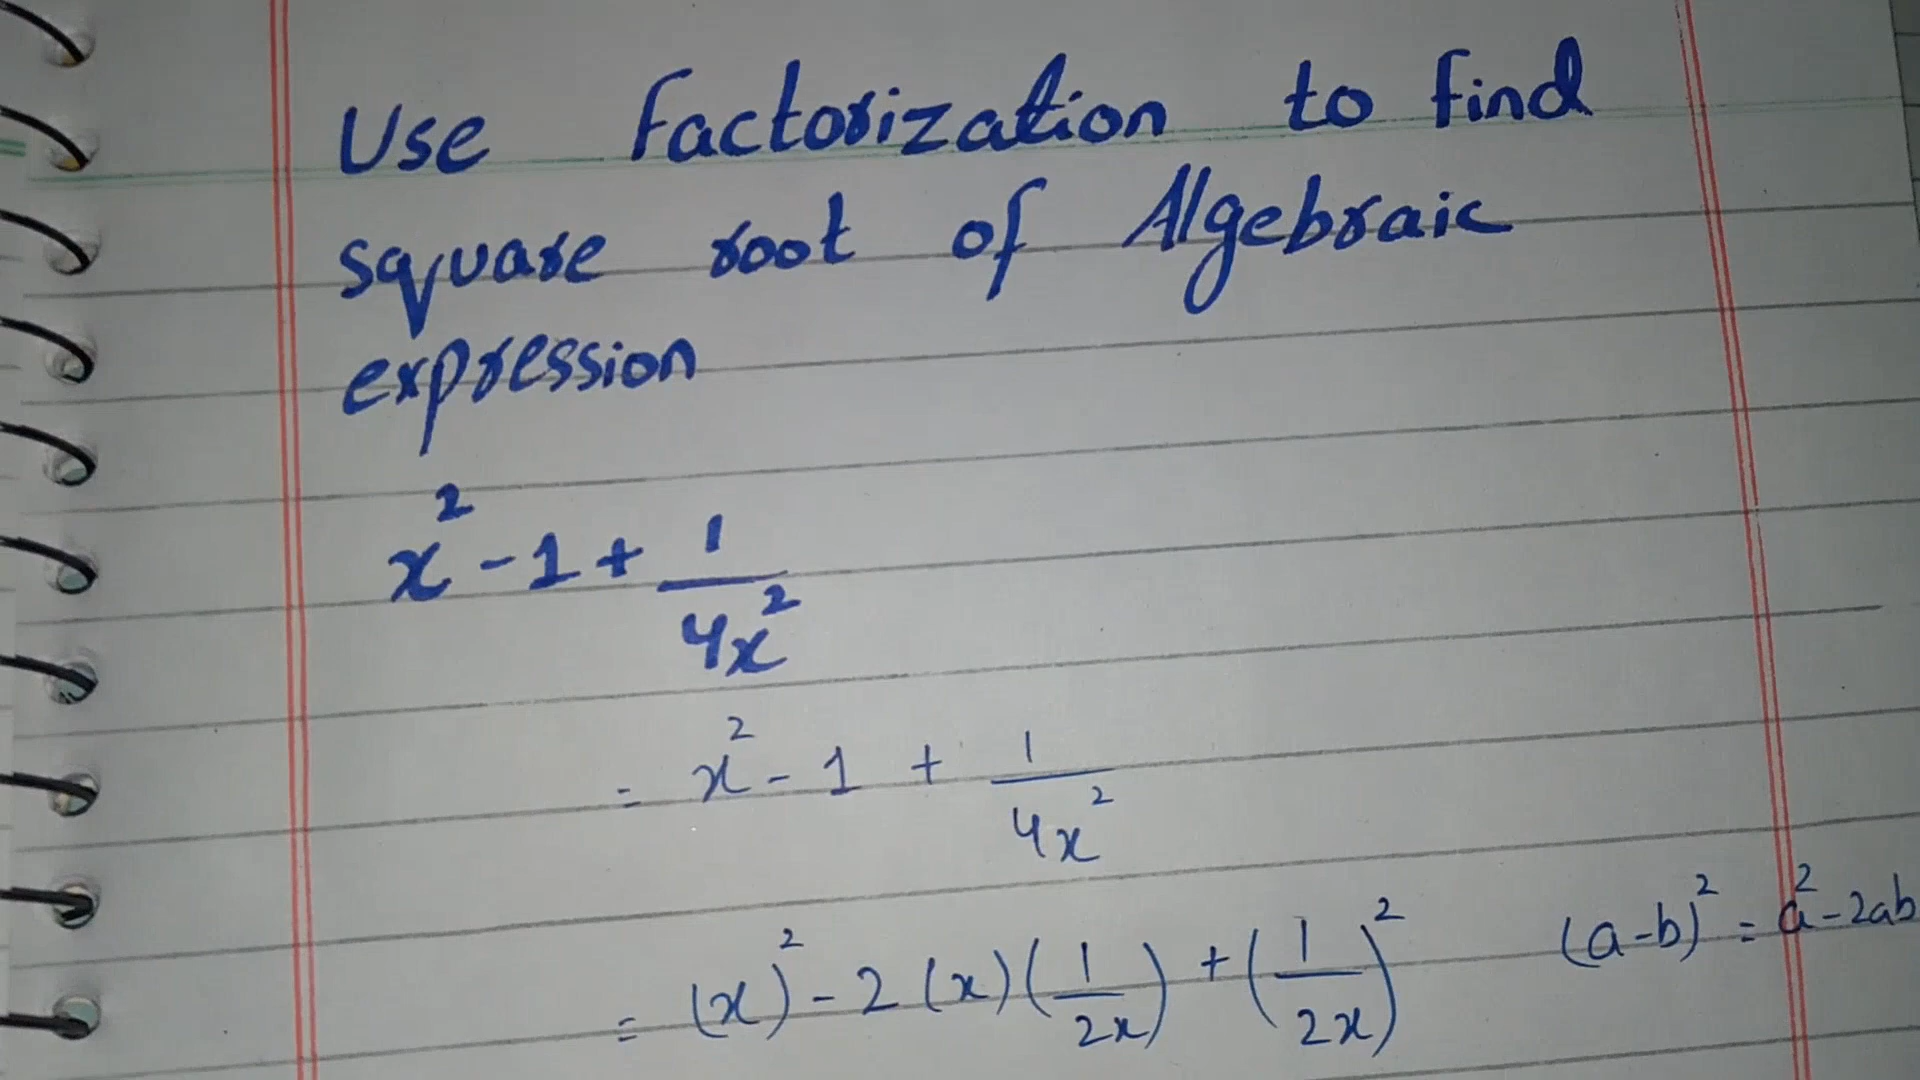 Use Factorization to find
square root of Algebraic
expression
x² - 1 + 1/4x²
= x² - 1 + 1/4x²
= (x)² - 2(x)(1/2x) + (1/2x)² (a-b)² = a² - 2ab